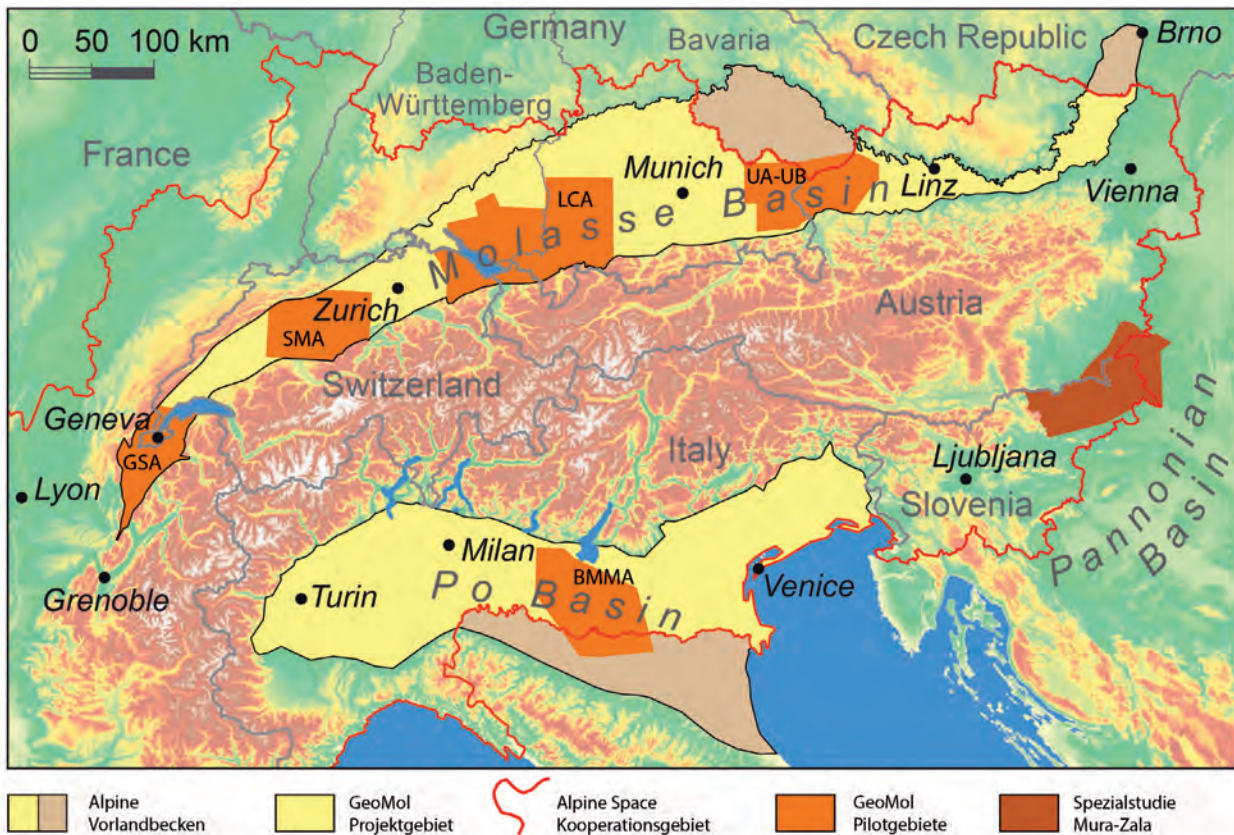 0 50 100 km
Germany
Bavaria
Czech Republic
Brno
Baden-
Württemberg
France
Munich
UA-UB
Linz
Vienna
LCA
Molasse Basin
Zurich
SMA
Austria
Switzerland
Geneva
GSA
Italy
Ljubljana
Lyon
Slovenia
Pannonian
Basin
Milan
BMMA
Venice
Grenoble
Turin
Po Basin
Alpine
Vorlandbecken
GeoMol
Projektgebiet
Alpine Space
Kooperationsgebiet
GeoMol
Pilotgebiete
Spezialstudie
Mura-Zala